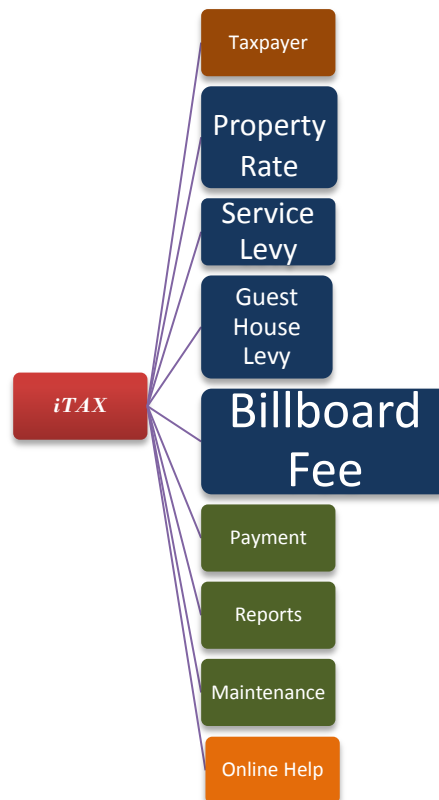 Taxpayer
Property
Rate
Service
Levy
Guest
House
Levy
iTAX
Billboard
Fee
Payment
Reports
Maintenance
Online Help